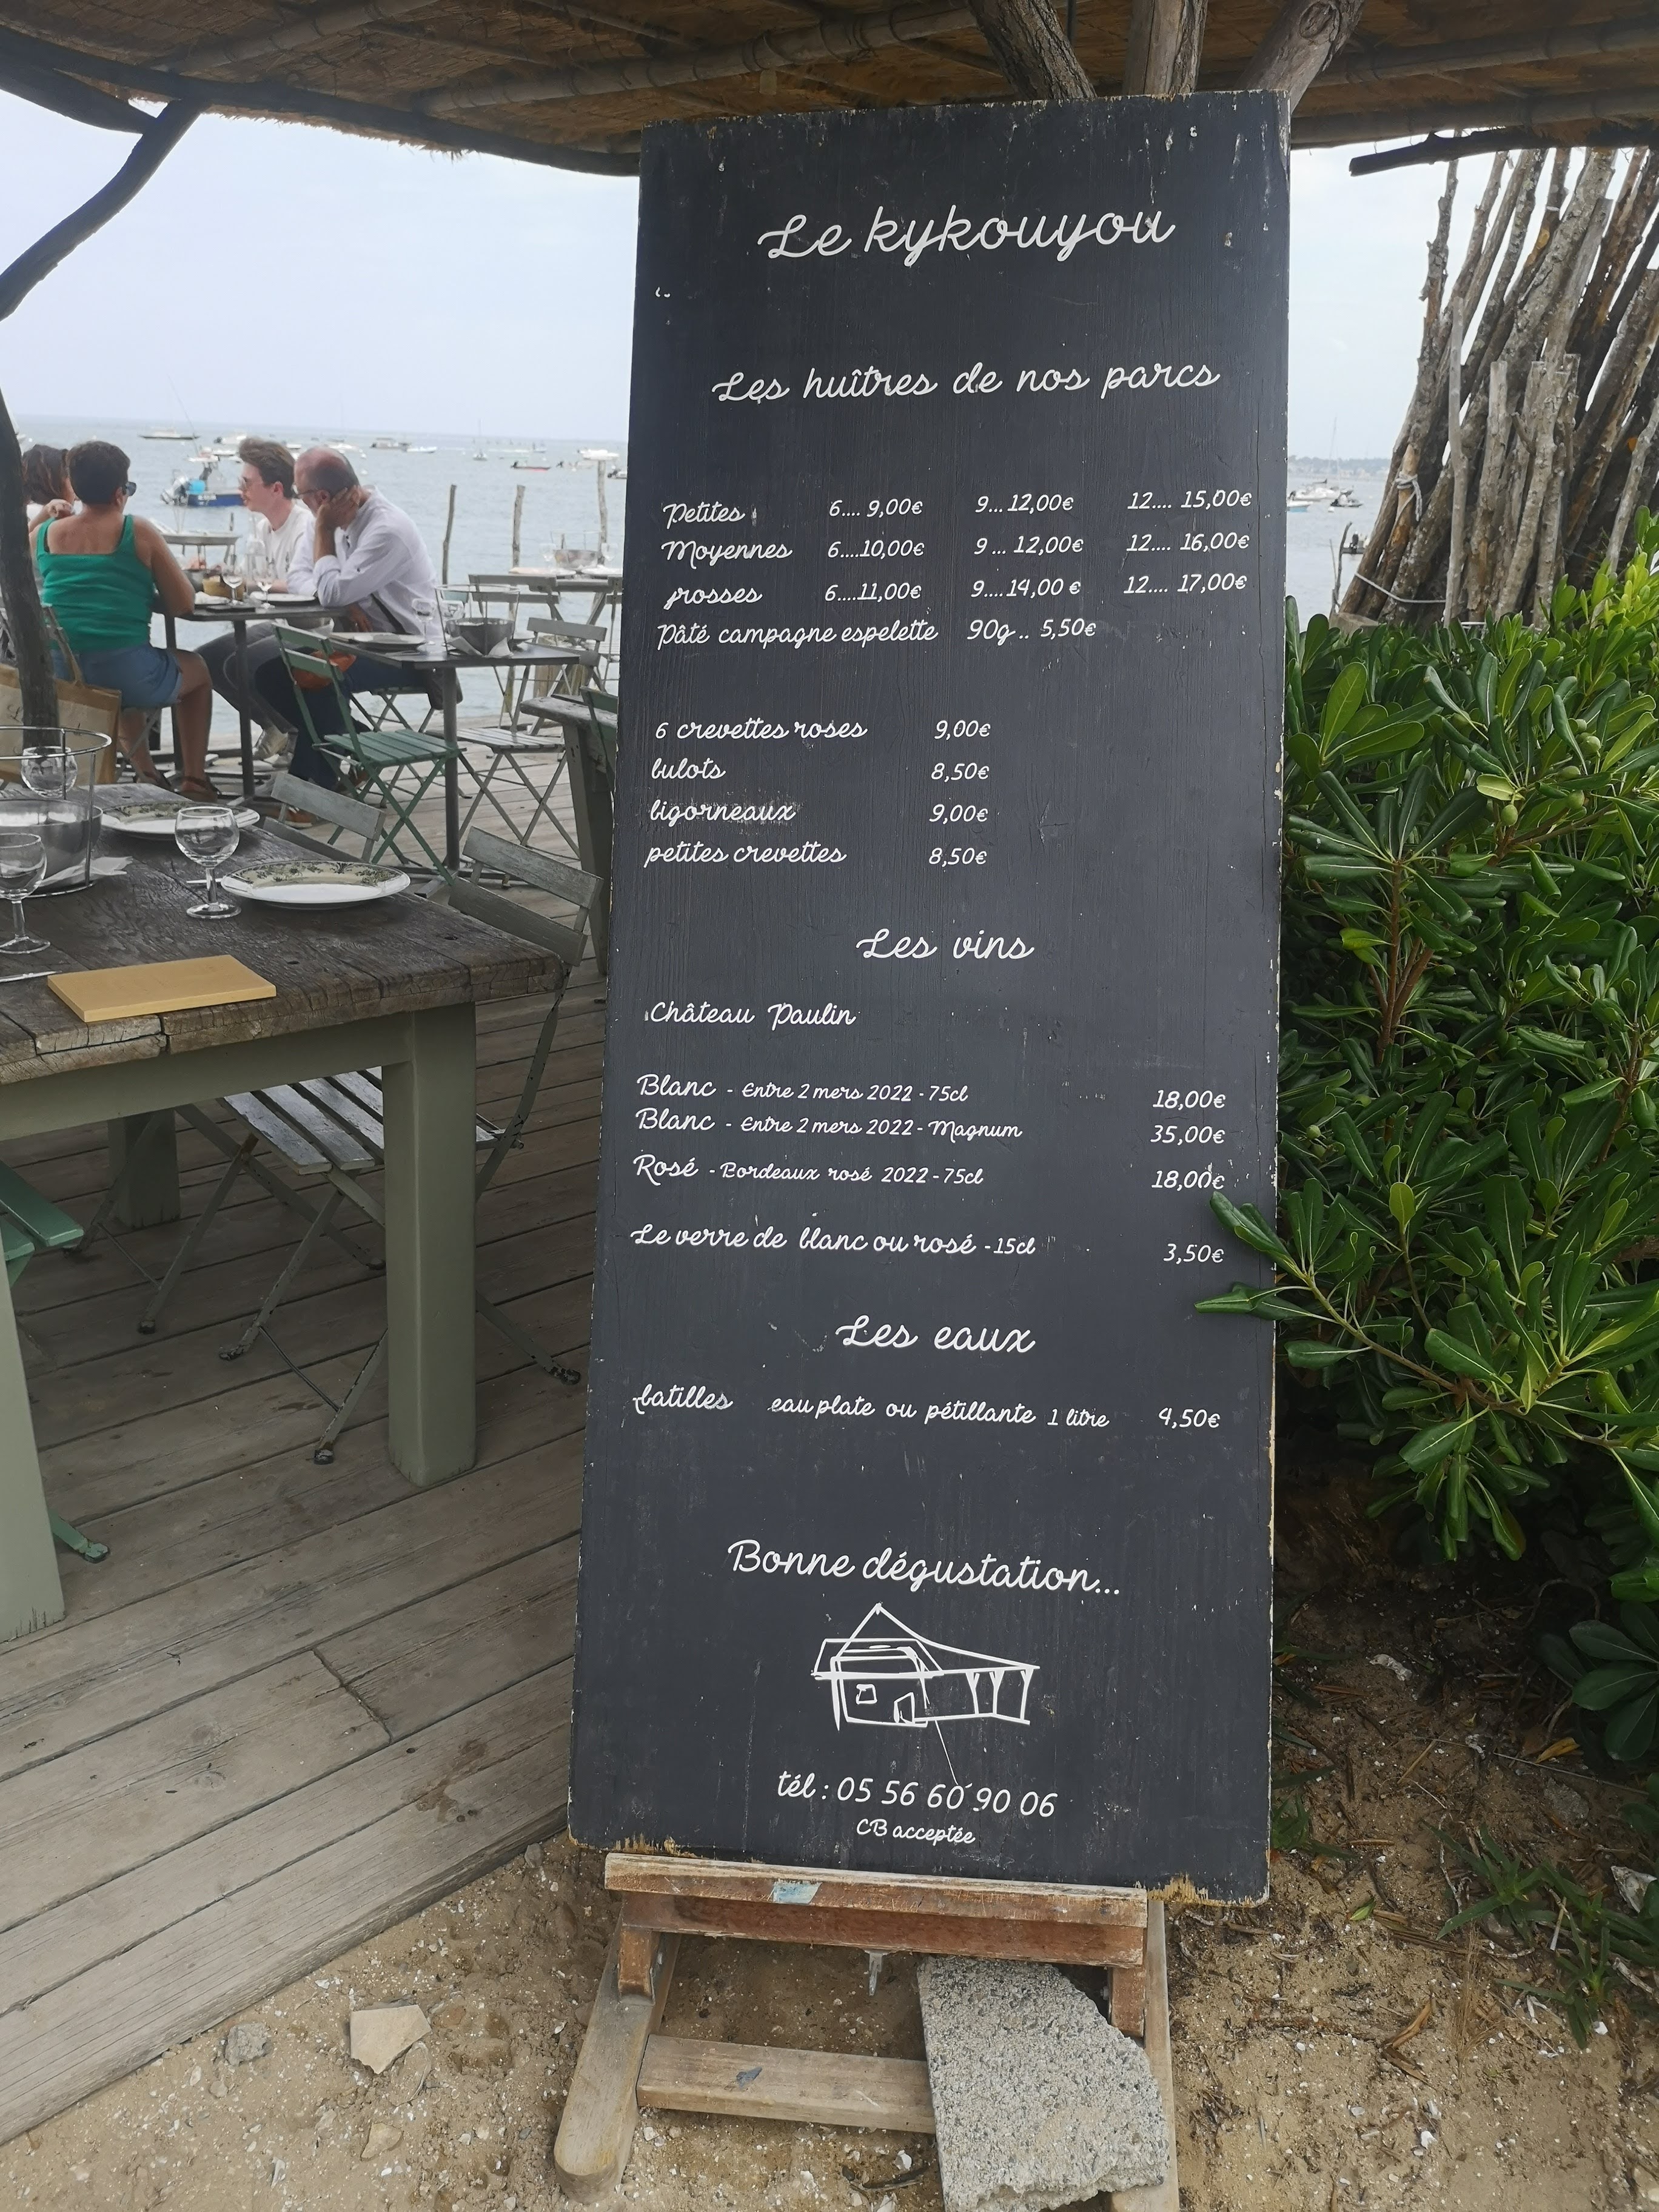 Le kykouyou
Les huîtres de nos parcs
Petites 6.... 9,00€ 9... 12,00€ 12.... 15,00€
Moyennes 6....10,00€ 9 ... 12,00€ 12.... 16,00€
grosses 6....11,00€ 9....14,00 € 12.... 17,00€
Pâté campagne espelette 90g .. 5,50€
6 crevettes roses 9,00€
bulots 8,50€
bigorneaux 9,00€
petites crevettes 8,50€
Les vins
Château Paulin
Blanc - Entre 2 mers 2022 - 75cl 18,00€
Blanc - Entre 2 mers 2022 - Magnum 35,00€
Rosé - Bordeaux rosé 2022 - 75cl 18,00€
Le verre de blanc ou rosé - 15cl 3,50€
Les eaux
batilles eau plate ou pétillante 1 litre 4,50€
Bonne dégustation...
tél : 05 56 60 90 06
CB acceptée